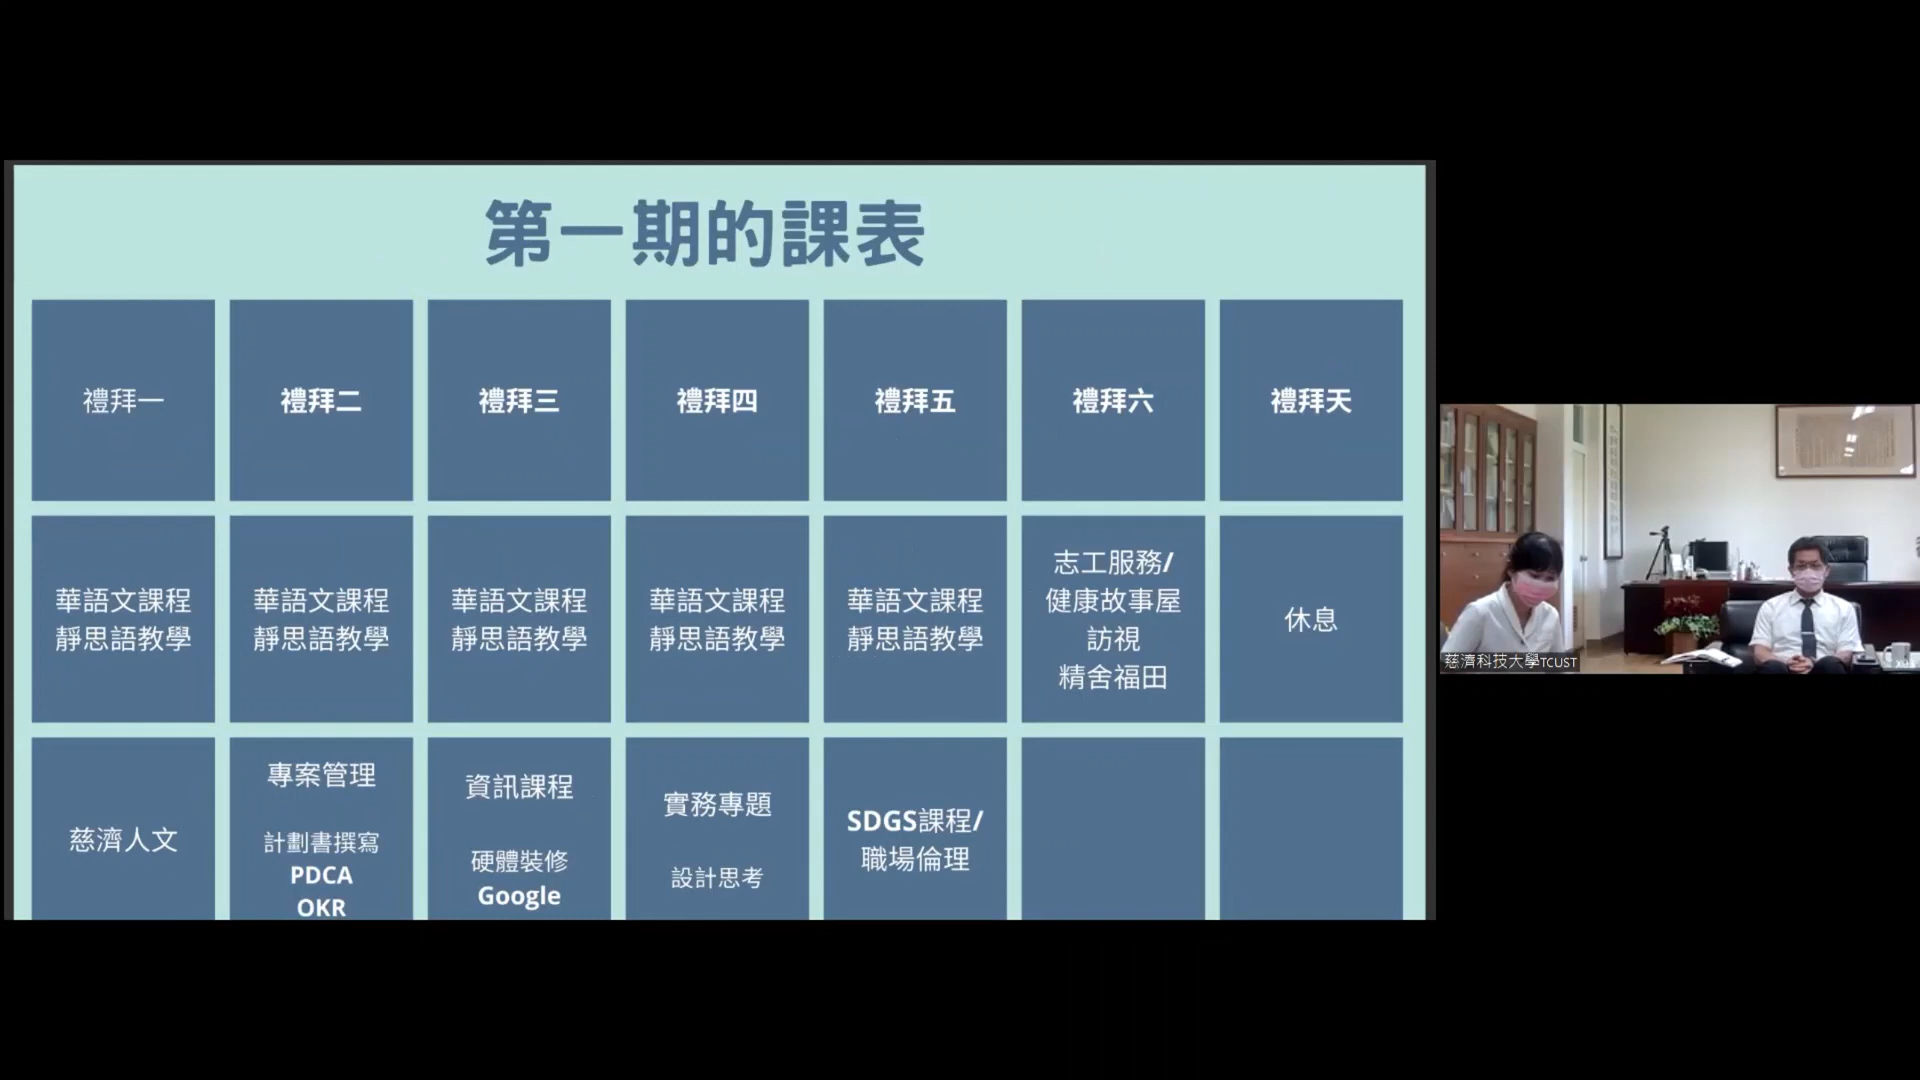 第一期的課表
禮拜一
禮拜二
禮拜三
禮拜四
禮拜五
禮拜六
禮拜天
華語文課程
靜思語教學
華語文課程
靜思語教學
華語文課程
靜思語教學
華語文課程
靜思語教學
華語文課程
靜思語教學
志工服務/
健康故事屋
訪視
精舍福田
休息
慈濟人文
專案管理
計劃書撰寫
PDCA
OKR
資訊課程
硬體裝修
Google
實務專題
設計思考
SDGS課程/
職場倫理
慈濟科技大學TCUST